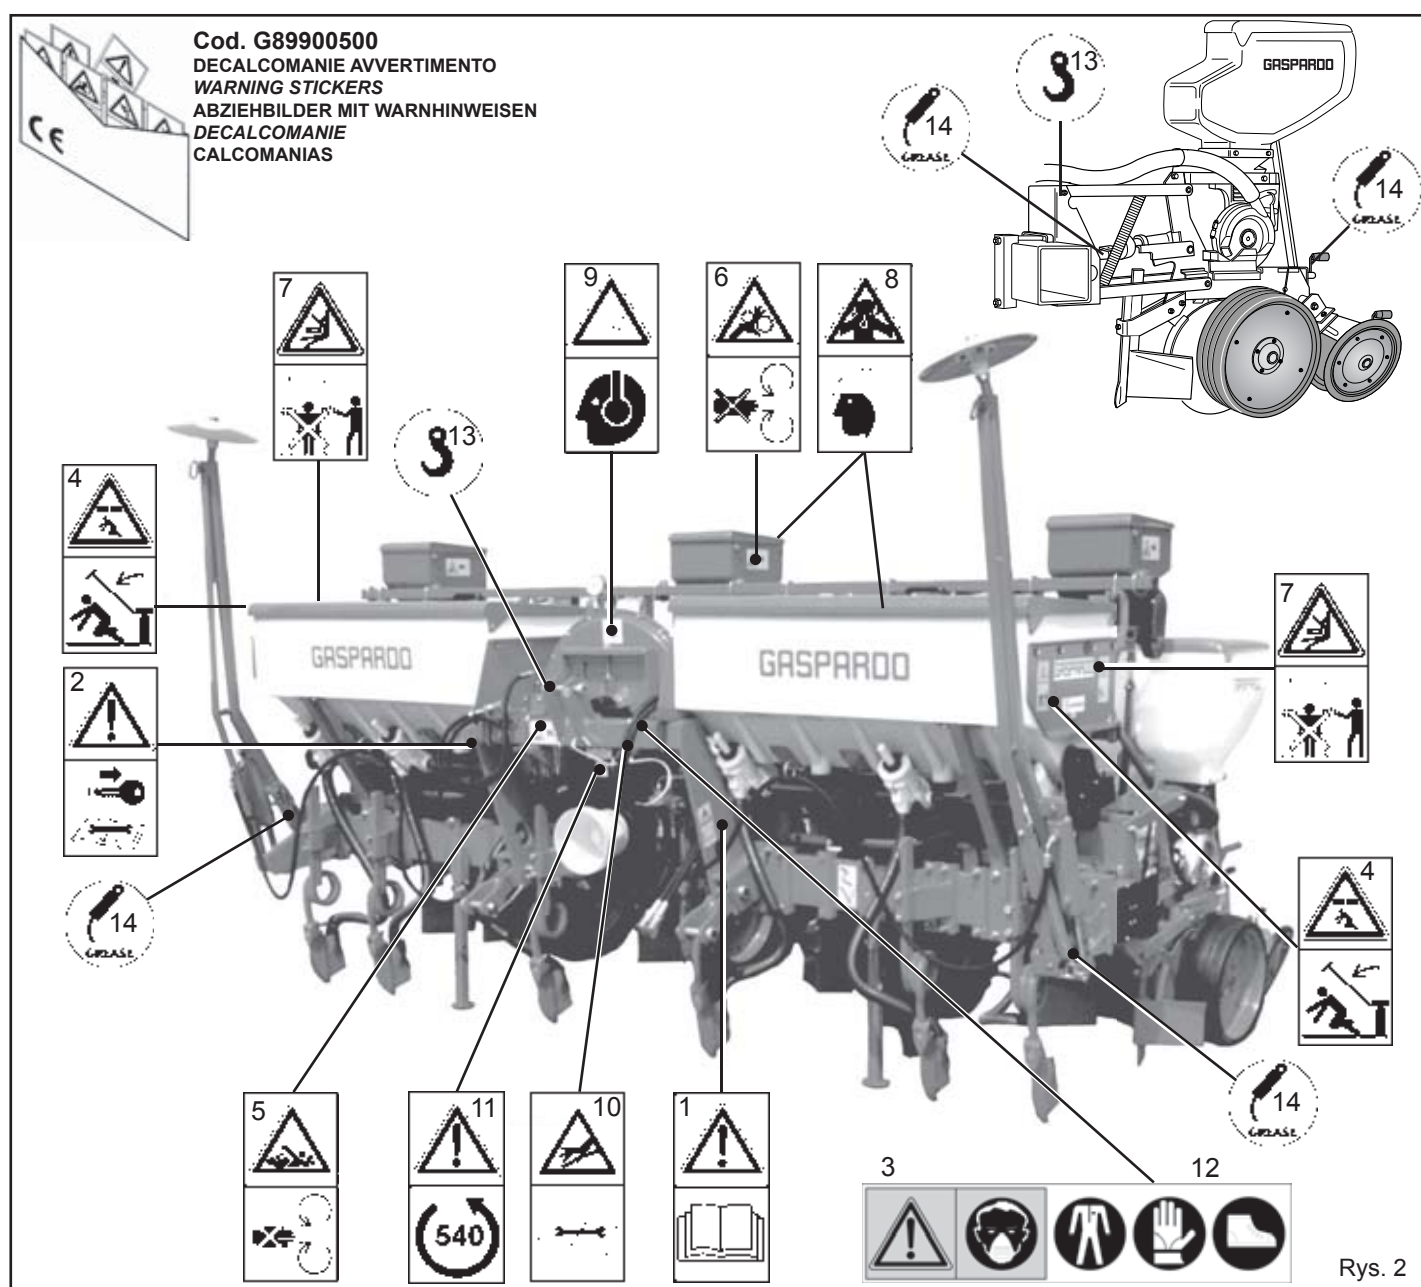 Cod. G89900500
DECALCOMANIE AVVERTIMENTO
WARNING STICKERS
ABZIEHBILDER MIT WARNHINWEISEN
DECALCOMANIE
CALCOMANIAS
CE
13
GASPARDO
14
GREASE
14
GREASE
7
9
6
8
13
4
7
GASPARDO
GASPARDO
2
14
GREASE
4
14
GREASE
5
11
540
10
1
3
12
Rys. 2